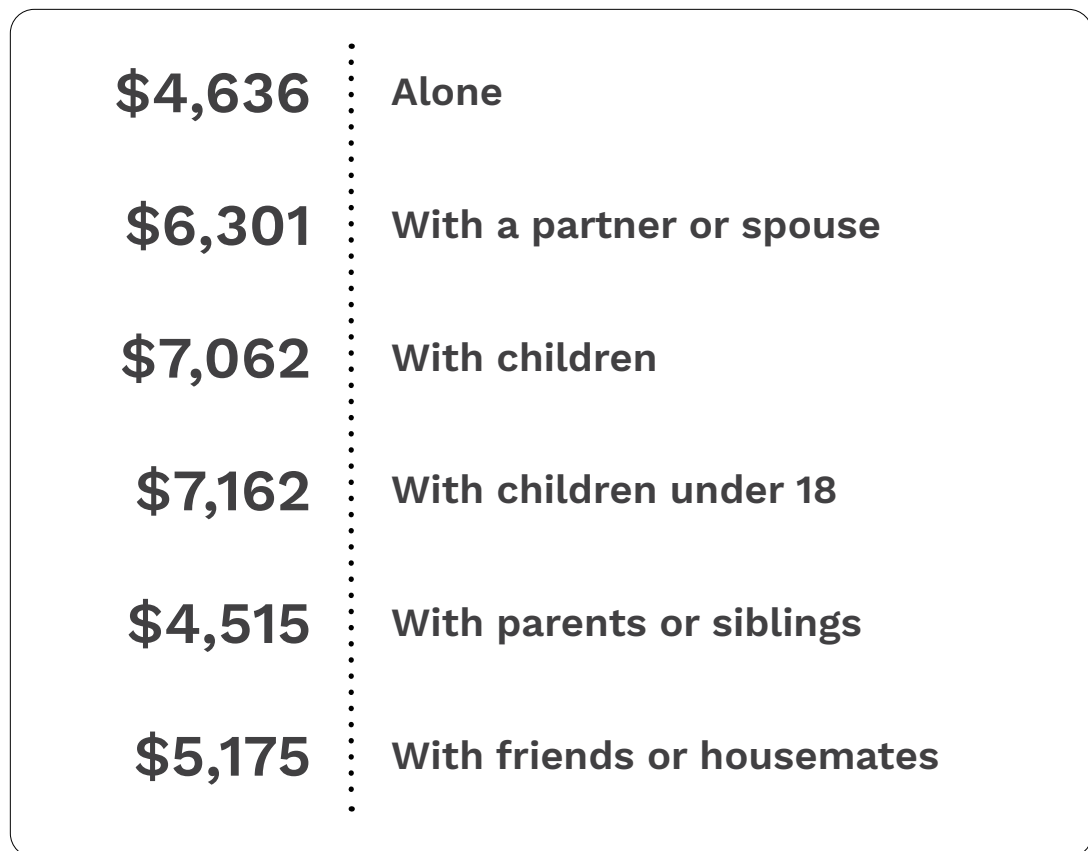 $4,636 Alone
$6,301 With a partner or spouse
$7,062 With children
$7,162 With children under 18
$4,515 With parents or siblings
$5,175 With friends or housemates